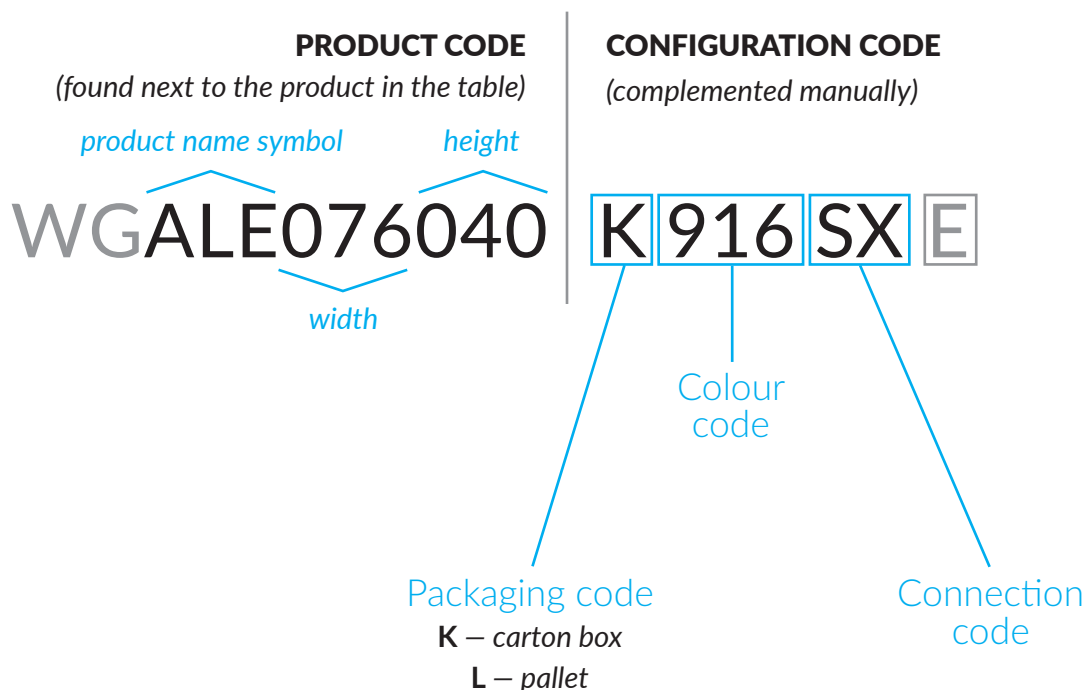 PRODUCT CODE
(found next to the product in the table)
CONFIGURATION CODE
(complemented manually)
product name symbol
height
WGALE076040 K 916 SX E
width
Colour
code
Packaging code
K – carton box
L – pallet
Connection
code